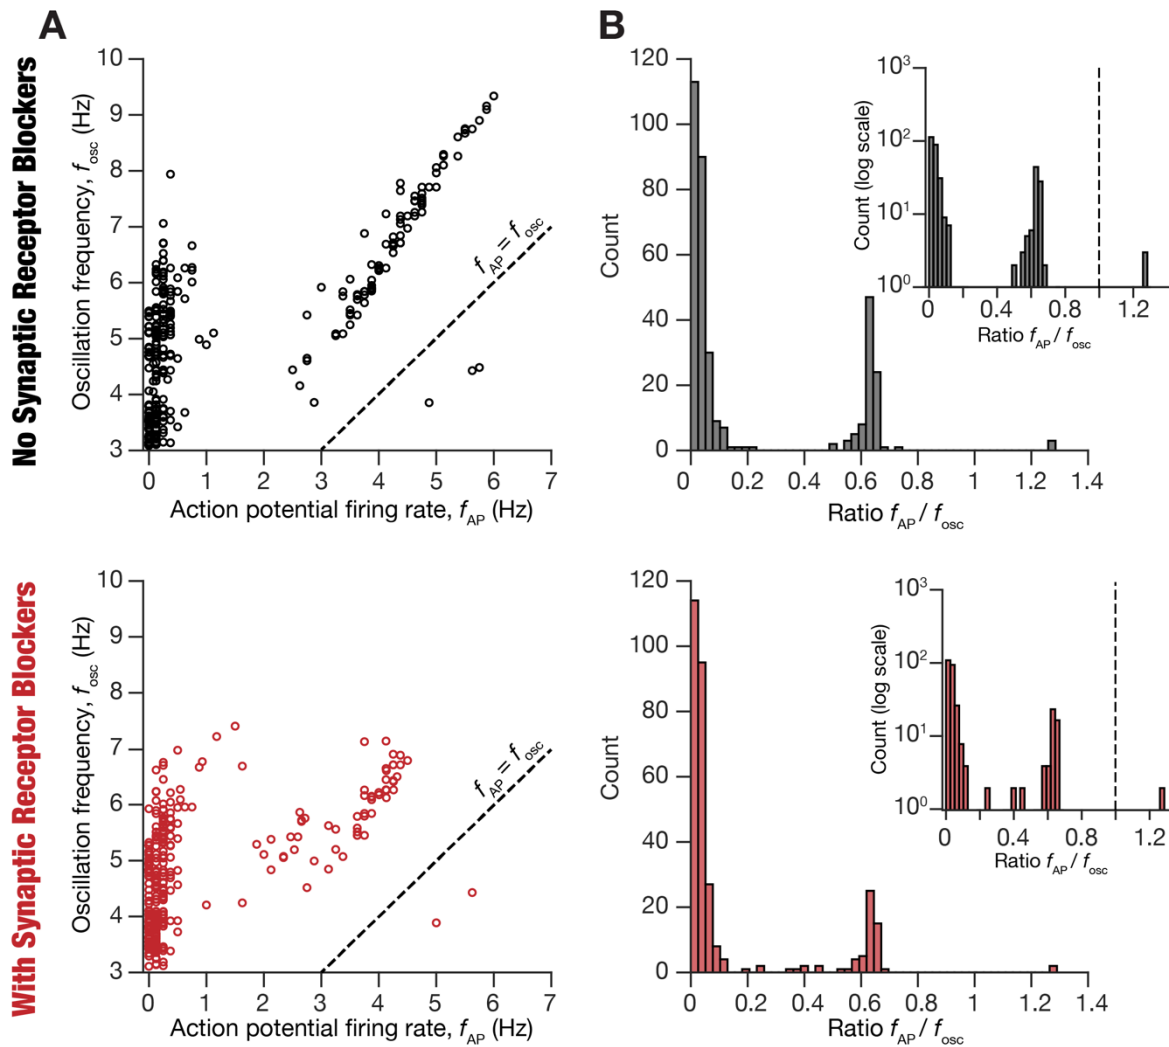 A
B
No Synaptic Receptor Blockers
10
9
8
7
6
5
4
3
Oscillation frequency, fosc (Hz)
fAP = fosc
0 1 2 3 4 5 6 7
Action potential firing rate, fAP (Hz)
120
100
80
60
40
20
0
Count
0 0.2 0.4 0.6 0.8 1 1.2 1.4
Ratio fAP / fosc
10³
10²
10¹
10⁰
Count (log scale)
0 0.4 0.8 1.2
Ratio fAP / fosc
With Synaptic Receptor Blockers
10
9
8
7
6
5
4
3
Oscillation frequency, fosc (Hz)
fAP = fosc
0 1 2 3 4 5 6 7
Action potential firing rate, fAP (Hz)
120
100
80
60
40
20
0
Count
0 0.2 0.4 0.6 0.8 1 1.2 1.4
Ratio fAP / fosc
10³
10²
10¹
10⁰
Count (log scale)
0 0.4 0.8 1.2
Ratio fAP / fosc